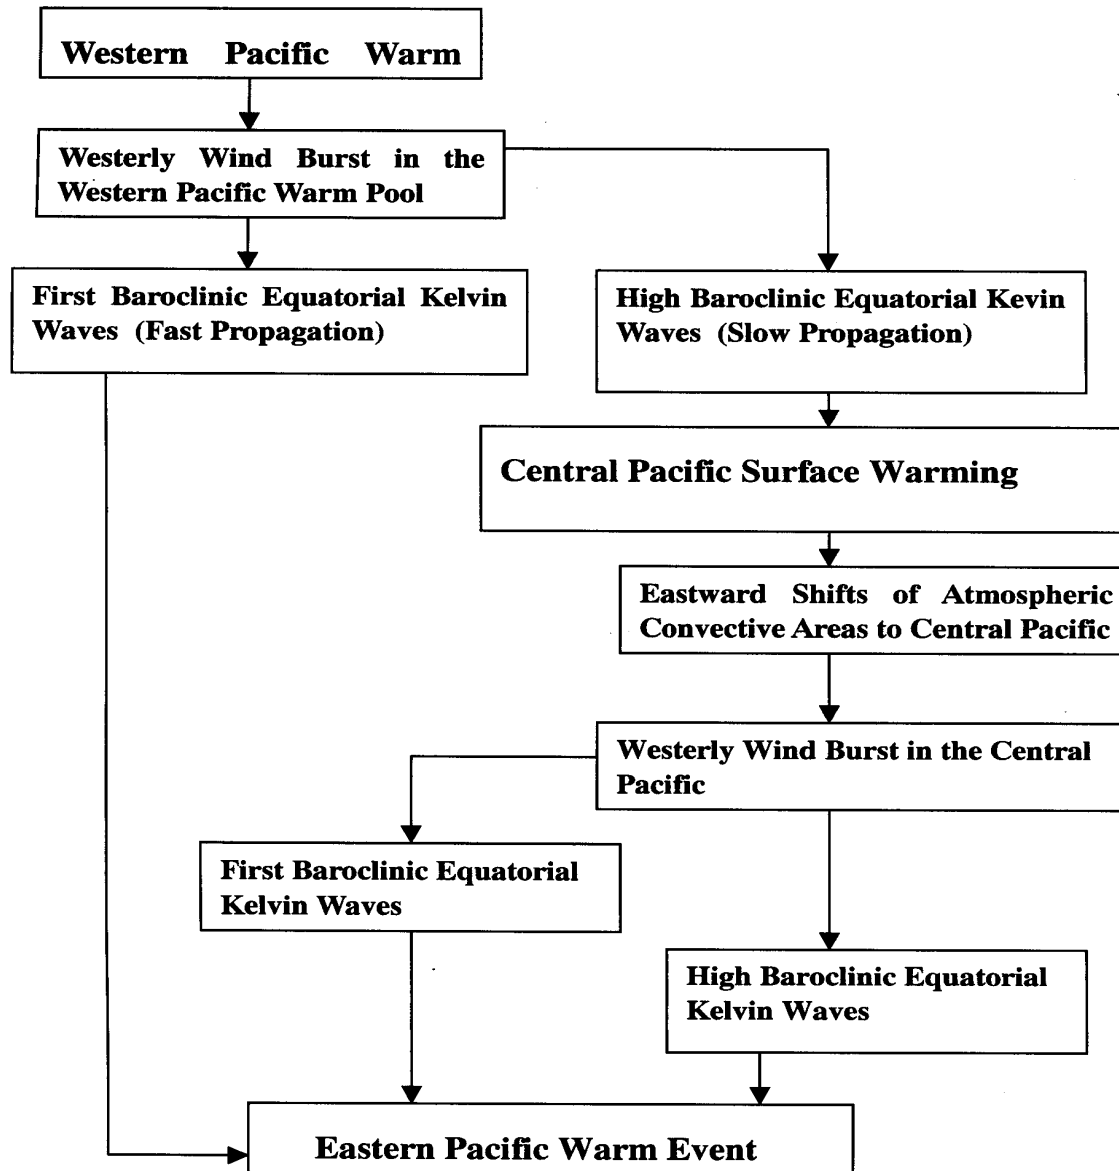 Western Pacific Warm
Westerly Wind Burst in the
Western Pacific Warm Pool
First Baroclinic Equatorial Kelvin
Waves (Fast Propagation)
High Baroclinic Equatorial Kevin
Waves (Slow Propagation)
Central Pacific Surface Warming
Eastward Shifts of Atmospheric
Convective Areas to Central Pacific
Westerly Wind Burst in the Central
Pacific
First Baroclinic Equatorial
Kelvin Waves
High Baroclinic Equatorial
Kelvin Waves
Eastern Pacific Warm Event